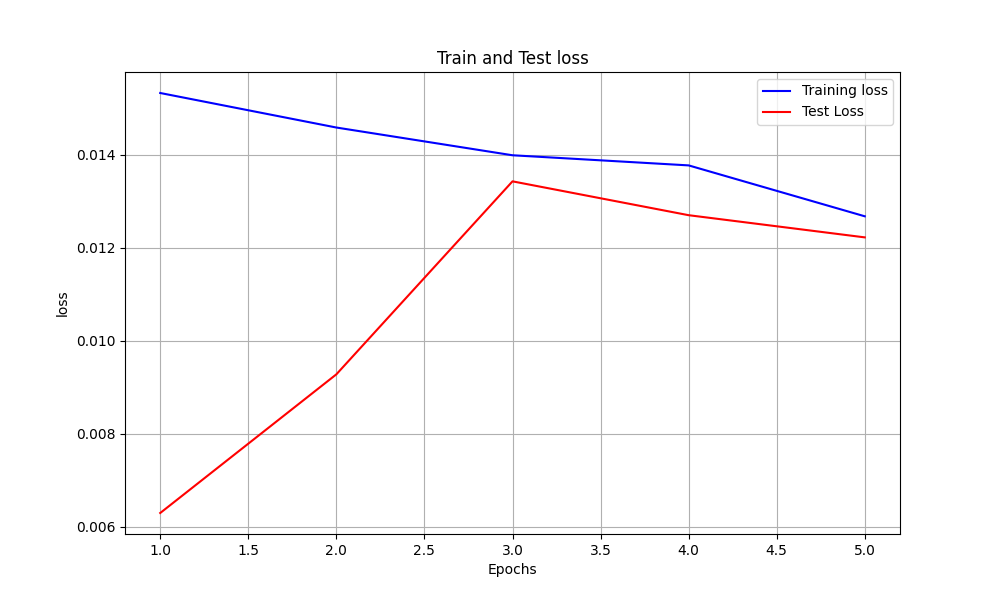 Train and Test loss
Training loss
Test Loss
0.014
0.012
0.010
0.008
0.006
loss
1.0 1.5 2.0 2.5 3.0 3.5 4.0 4.5 5.0
Epochs